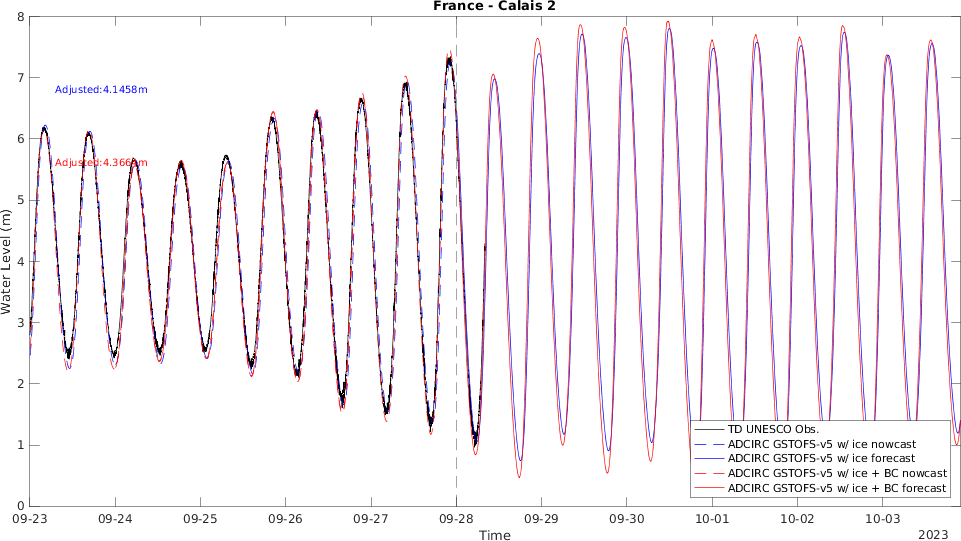 France - Calais 2
8
7
6
5
4
3
2
1
0
Water Level (m)
Adjusted:4.1458m
TD UNESCO Obs.
ADCIRC GSTOFS-v5 w/ ice nowcast
ADCIRC GSTOFS-v5 w/ ice forecast
ADCIRC GSTOFS-v5 w/ ice + BC nowcast
ADCIRC GSTOFS-v5 w/ ice + BC forecast
09-23 09-24 09-25 09-26 09-27 09-28 09-29 09-30 10-01 10-02 10-03
Time
2023